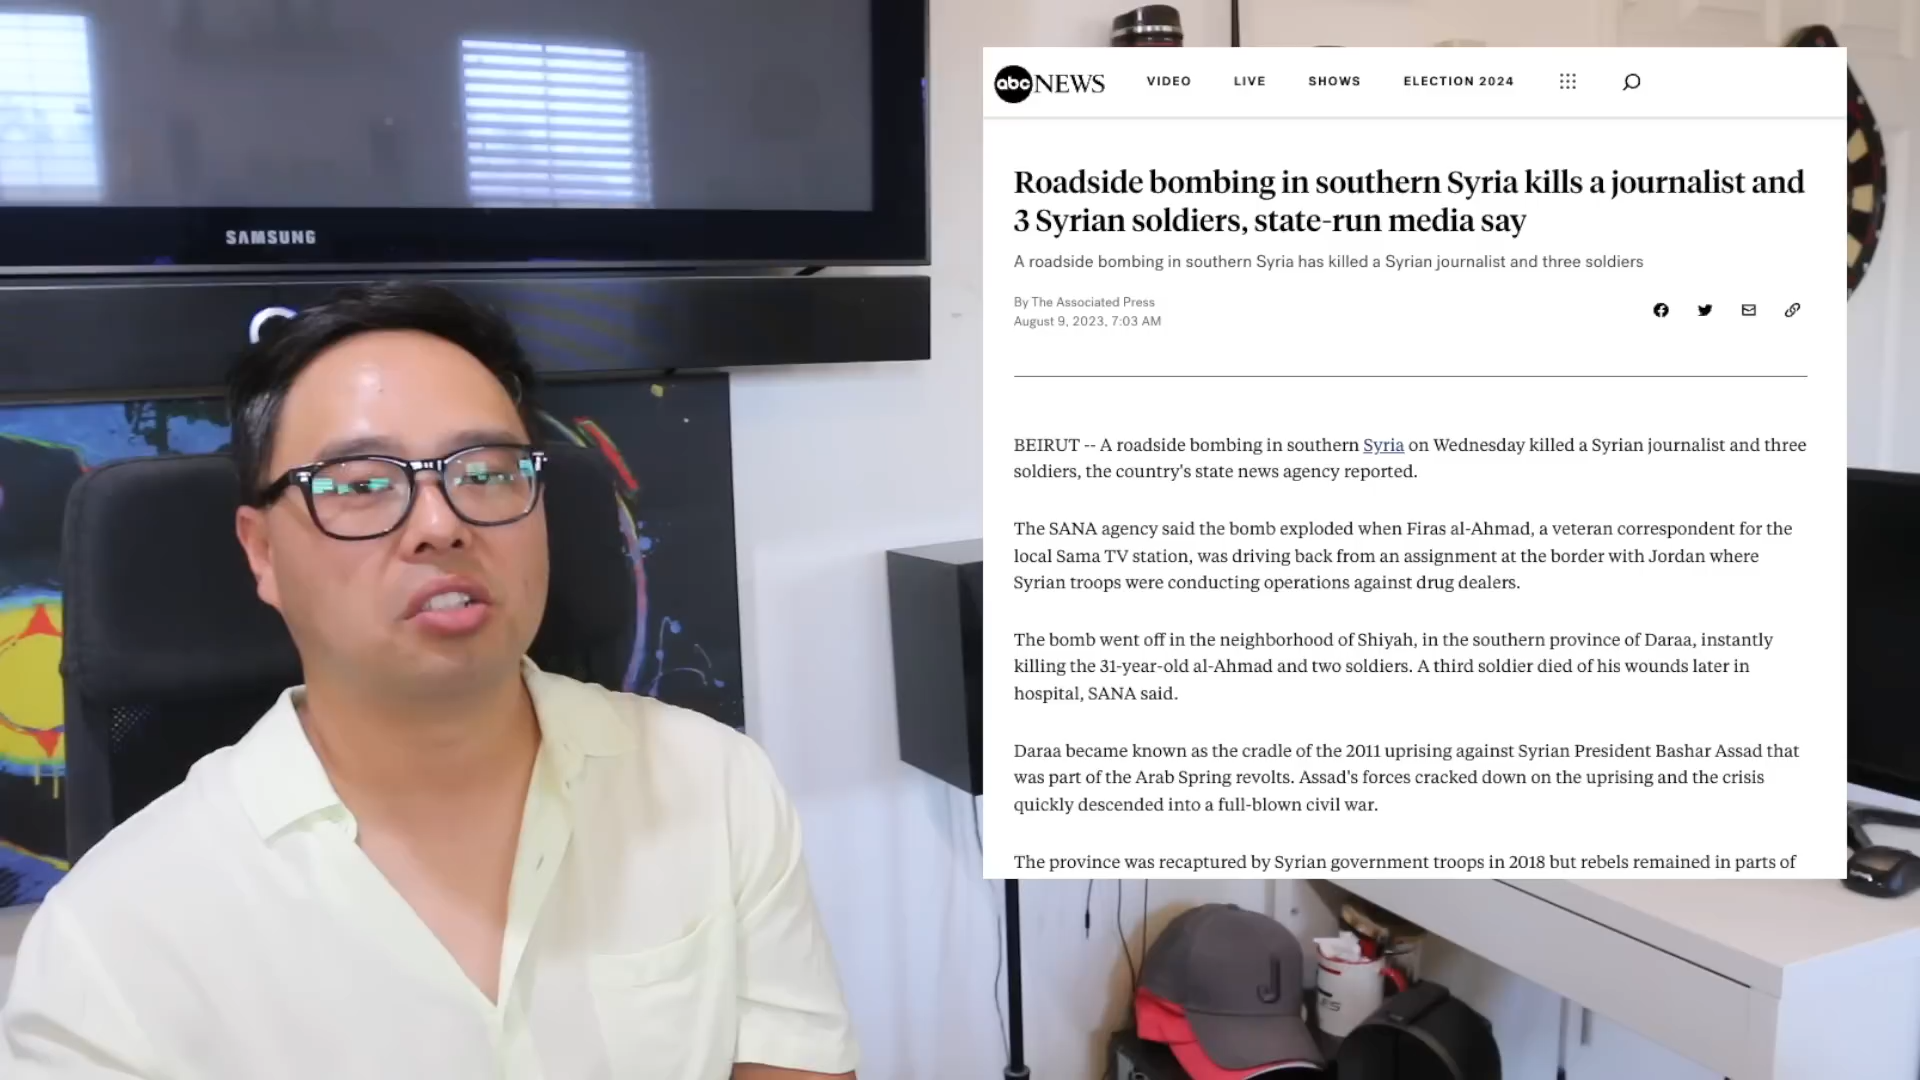 SAMSUNG
abc NEWS VIDEO LIVE SHOWS ELECTION 2024
Roadside bombing in southern Syria kills a journalist and
3 Syrian soldiers, state-run media say
A roadside bombing in southern Syria has killed a Syrian journalist and three soldiers
By The Associated Press
August 9, 2023, 7:03 AM
BEIRUT -- A roadside bombing in southern Syria on Wednesday killed a Syrian journalist and three
soldiers, the country's state news agency reported.
The SANA agency said the bomb exploded when Firas al-Ahmad, a veteran correspondent for the
local Sama TV station, was driving back from an assignment at the border with Jordan where
Syrian troops were conducting operations against drug dealers.
The bomb went off in the neighborhood of Shiyah, in the southern province of Daraa, instantly
killing the 31-year-old al-Ahmad and two soldiers. A third soldier died of his wounds later in
hospital, SANA said.
Daraa became known as the cradle of the 2011 uprising against Syrian President Bashar Assad that
was part of the Arab Spring revolts. Assad's forces cracked down on the uprising and the crisis
quickly descended into a full-blown civil war.
The province was recaptured by Syrian government troops in 2018 but rebels remained in parts of
J